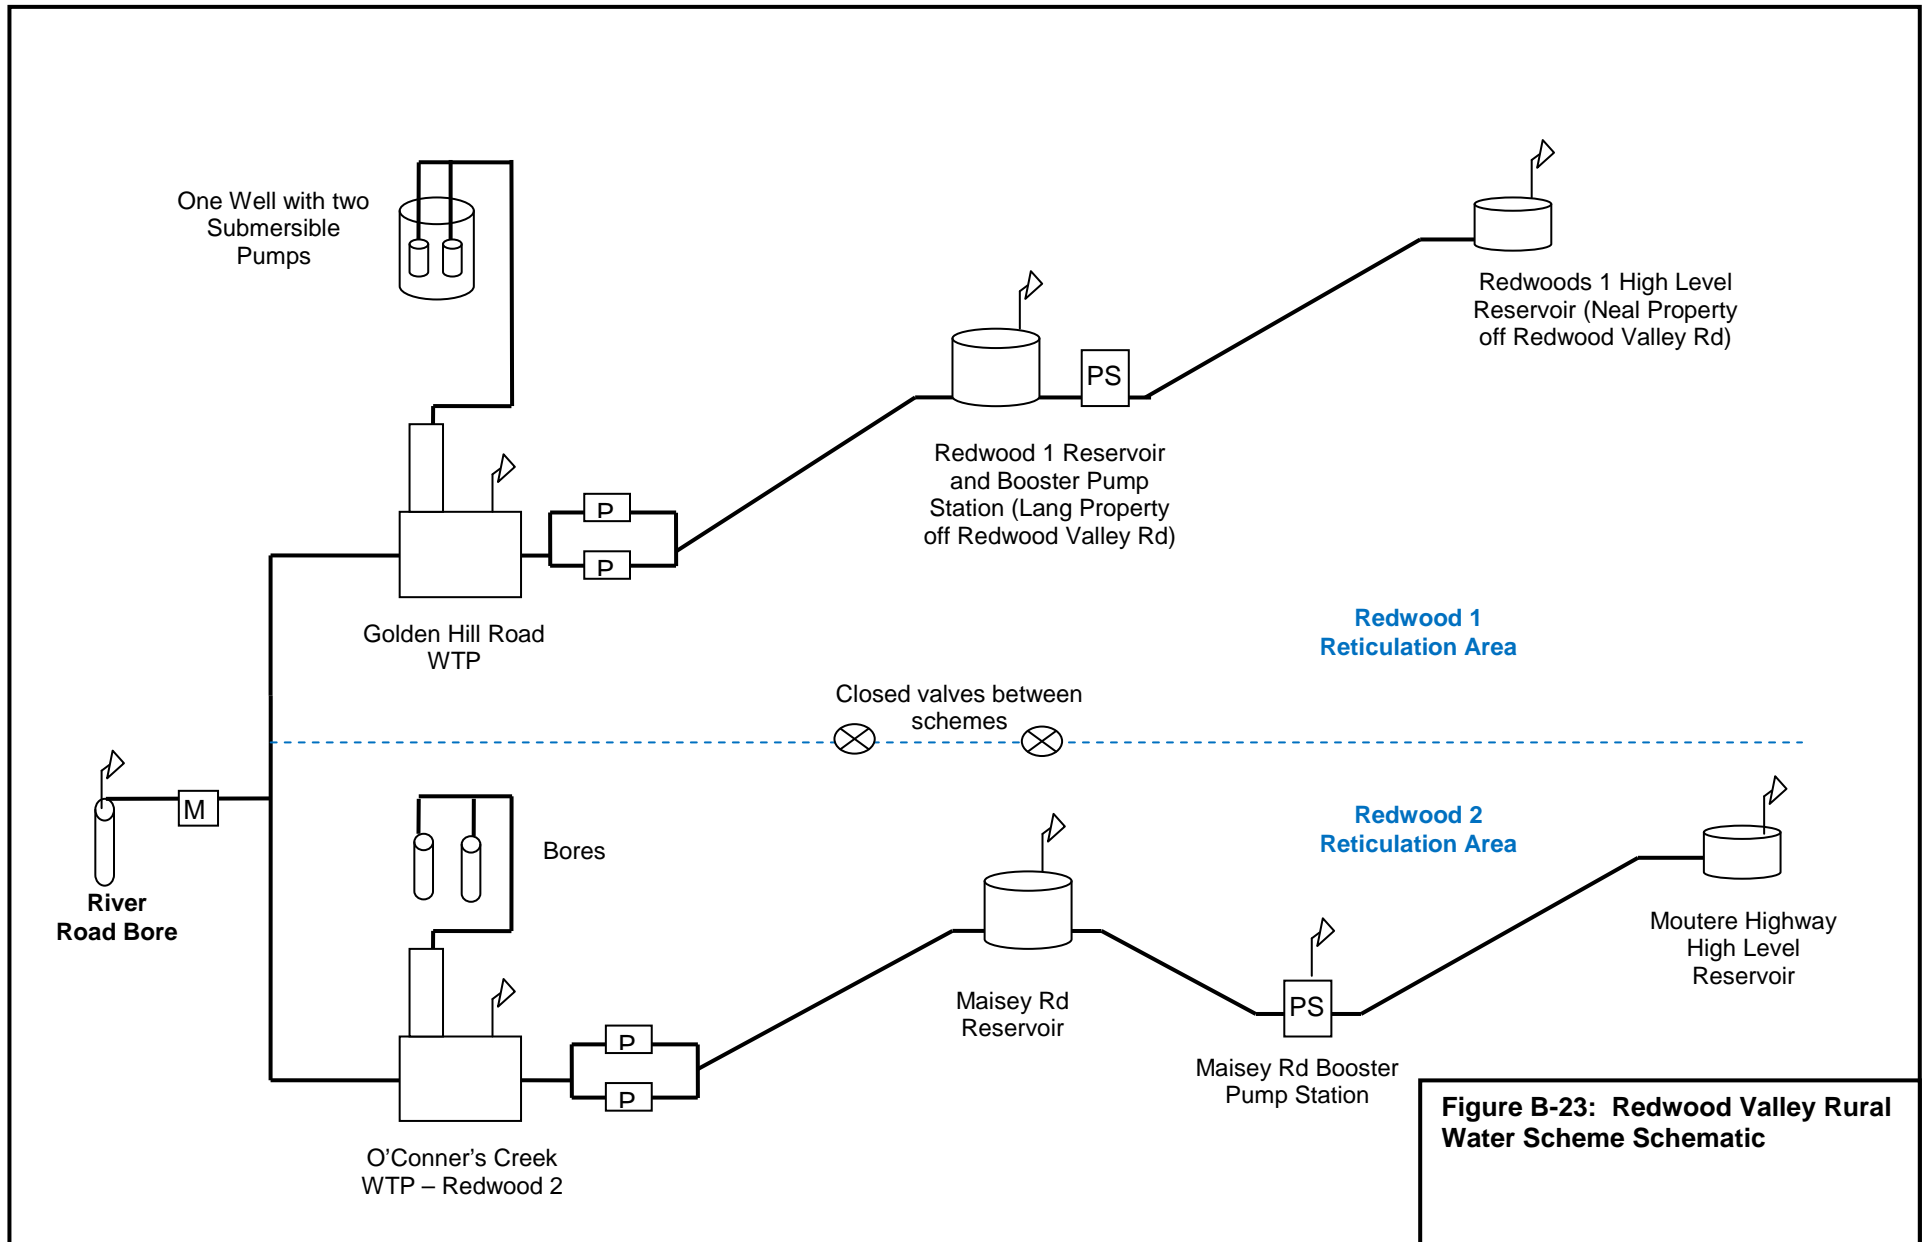 One Well with two
Submersible
Pumps
Redwoods 1 High Level
Reservoir (Neal Property
off Redwood Valley Rd)
PS
Redwood 1 Reservoir
and Booster Pump
Station (Lang Property
off Redwood Valley Rd)
P
P
Golden Hill Road
WTP
Redwood 1
Reticulation Area
Closed valves between
schemes
M
River
Road Bore
Bores
Redwood 2
Reticulation Area
Moutere Highway
High Level
Reservoir
Maisey Rd
Reservoir
PS
Maisey Rd Booster
Pump Station
P
P
O'Conner's Creek
WTP – Redwood 2
Figure B-23: Redwood Valley Rural
Water Scheme Schematic